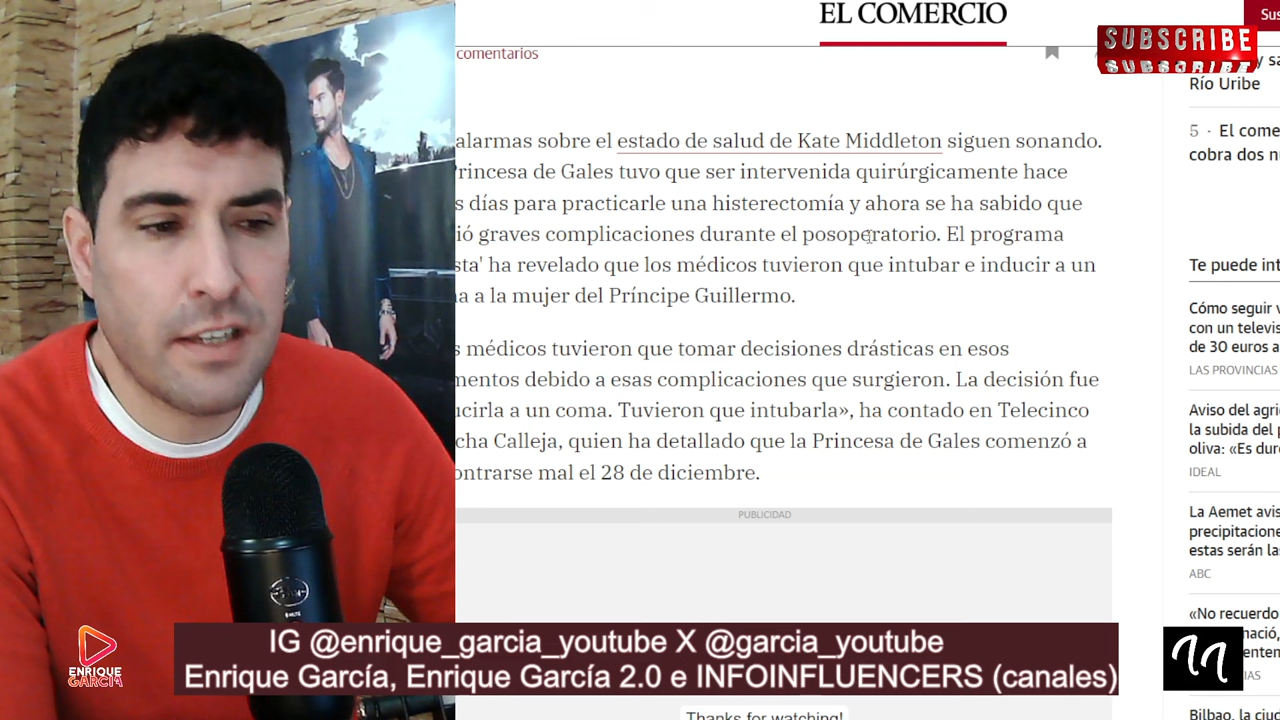 EL COMERCIO
SUBSCRIBE
comentarios
alarmas sobre el estado de salud de Kate Middleton siguen sonando.
Princesa de Gales tuvo que ser intervenida quirúrgicamente hace
s días para practicarle una histerectomía y ahora se ha sabido que
ió graves complicaciones durante el posoperatorio. El programa
sta' ha revelado que los médicos tuvieron que intubar e inducir a un
a a la mujer del Príncipe Guillermo.
s médicos tuvieron que tomar decisiones drásticas en esos
mentos debido a esas complicaciones que surgieron. La decisión fue
ucirla a un coma. Tuvieron que intubarla», ha contado en Telecinco
cha Calleja, quien ha detallado que la Princesa de Gales comenzó a
ontrarse mal el 28 de diciembre.
PUBLICIDAD
Sus
y sa
Río Uribe
5 · El come
cobra dos n
Te puede int
Cómo seguir v
con un televis
de 30 euros a
LAS PROVINCIAS
Aviso del agri
la subida del p
oliva: «Es dur
IDEAL
La Aemet avis
precipitacione
estas serán la
ABC
«No recuerdo
nació,
enten
IAS
Bilbao, la ciud
IG @enrique_garcia_youtube X @garcia_youtube
Enrique García, Enrique García 2.0 e INFOINFLUENCERS (canales)
ENRIQUE
GARCÍA
Thanks for watching!